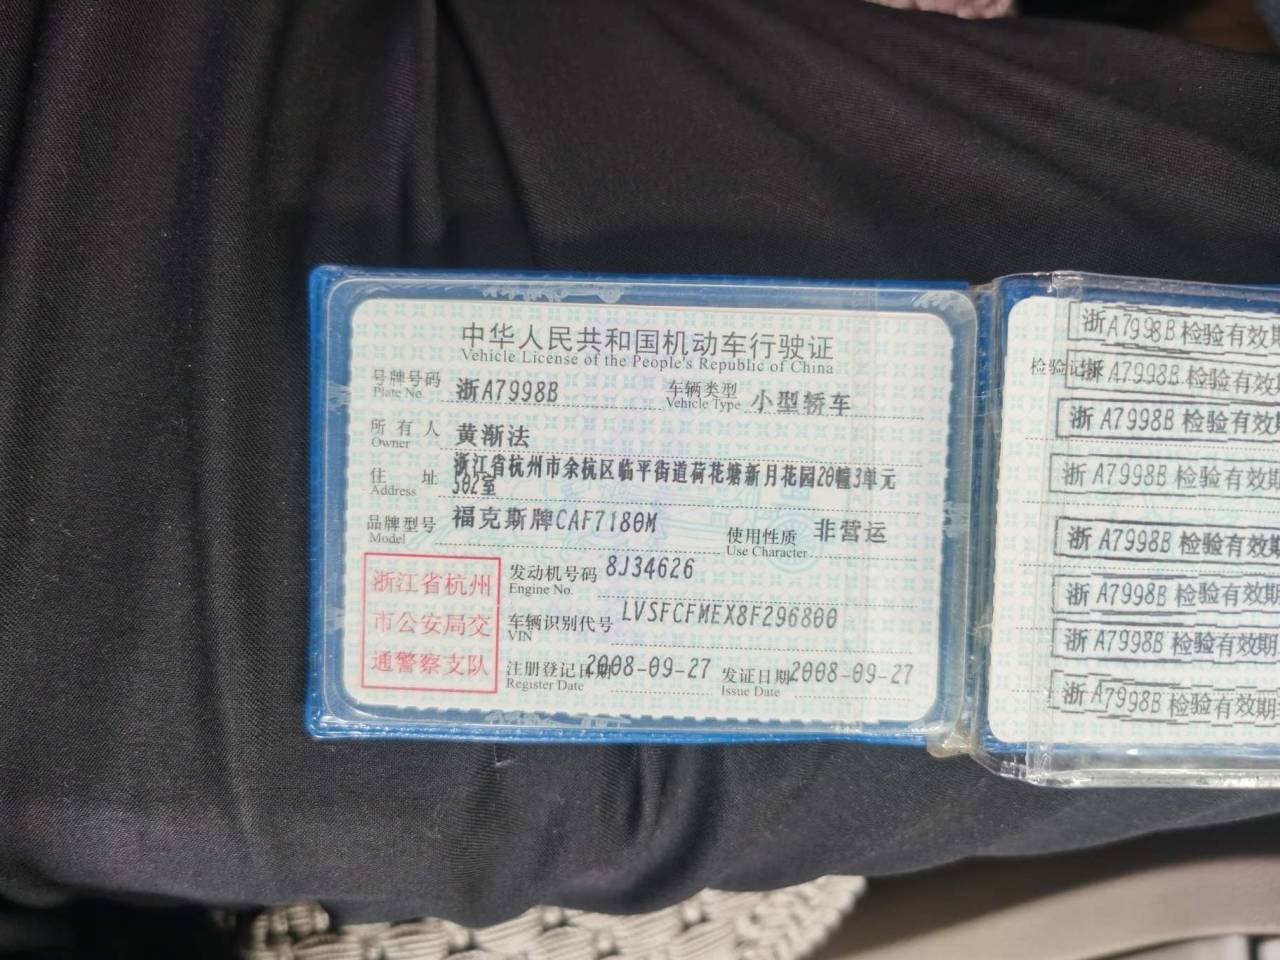 中华人民共和国机动车行驶证
Vehicle License of the People's Republic of China
号牌号码 浙A7998B 车辆类型 小型轿车
Plate No. Vehicle Type
所有人 黄渐法
Owner
住址 浙江省杭州市余杭区临平街道荷花塘新月花园20幢3单元
Address 502室
品牌型号 福克斯牌CAF7180M 使用性质 非营运
Model Use Character
发动机号码 8J34626
Engine No.
车辆识别代号 LVSFCFMEX8F296800
VIN
注册登记日期 2008-09-27 发证日期 2008-09-27
Register Date Issue Date
浙江省杭州
市公安局交
通警察支队
浙A7998B检验有效期
检验记录
浙A7998B检验有效
浙A7998B检验有效期
浙A7998B检验有效期
浙A7998B检验有效期
浙A7998B检验有效期
浙A7998B检验有效期
浙A7998B检验有效期